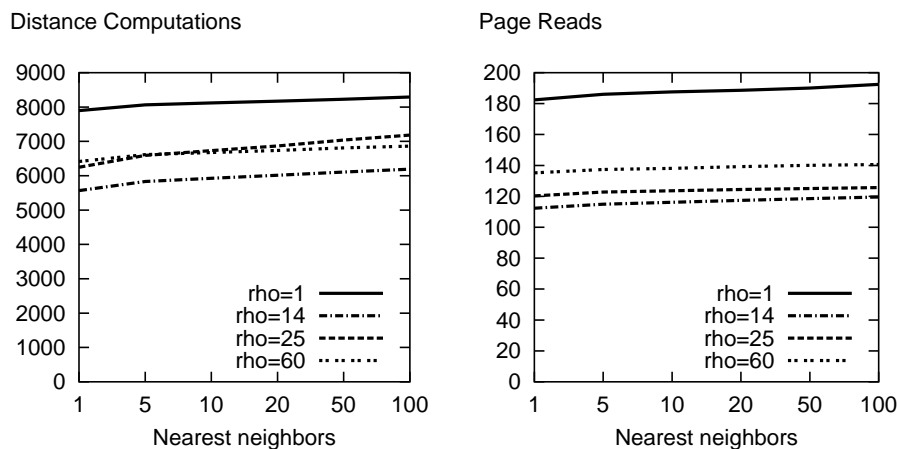 Distance Computations
9000
8000
7000
6000
5000
4000
3000
2000
1000
0
rho=1
rho=14
rho=25
rho=60
1 5 10 20 50 100
Nearest neighbors
Page Reads
200
180
160
140
120
100
80
60
40
20
0
rho=1
rho=14
rho=25
rho=60
1 5 10 20 50 100
Nearest neighbors